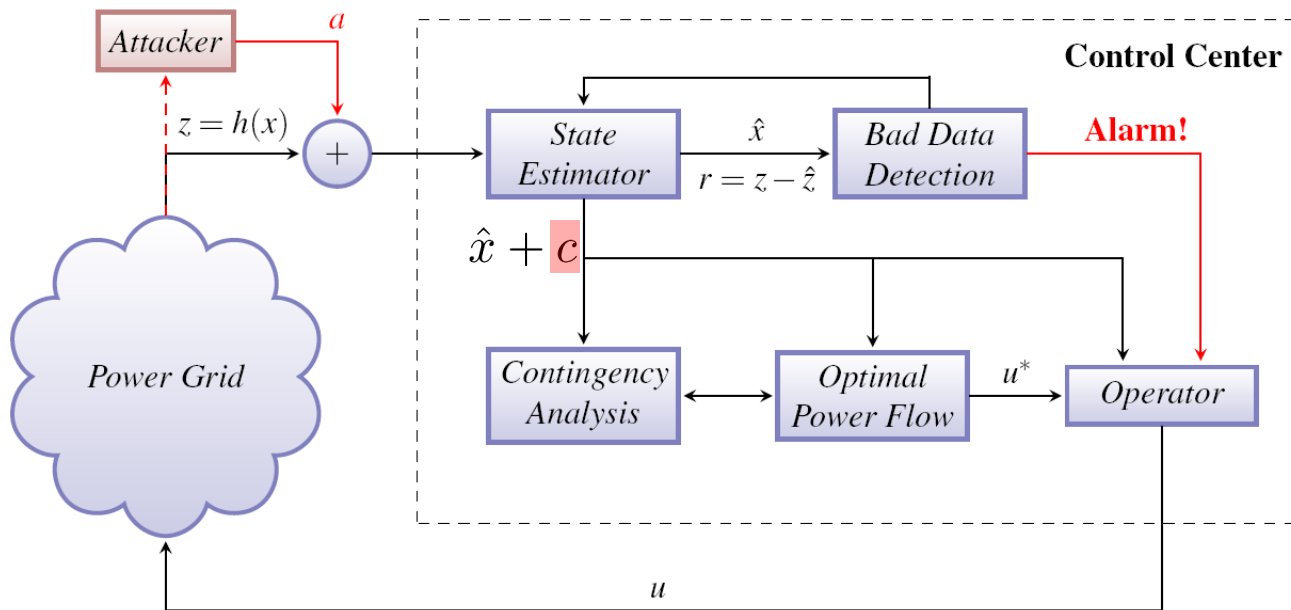 a
Attacker
Control Center
z = h(x)
+
State
Estimator
x̂
r = z − ẑ
Bad Data
Detection
Alarm!
x̂ + c
Power Grid
Contingency
Analysis
Optimal
Power Flow
u*
Operator
u